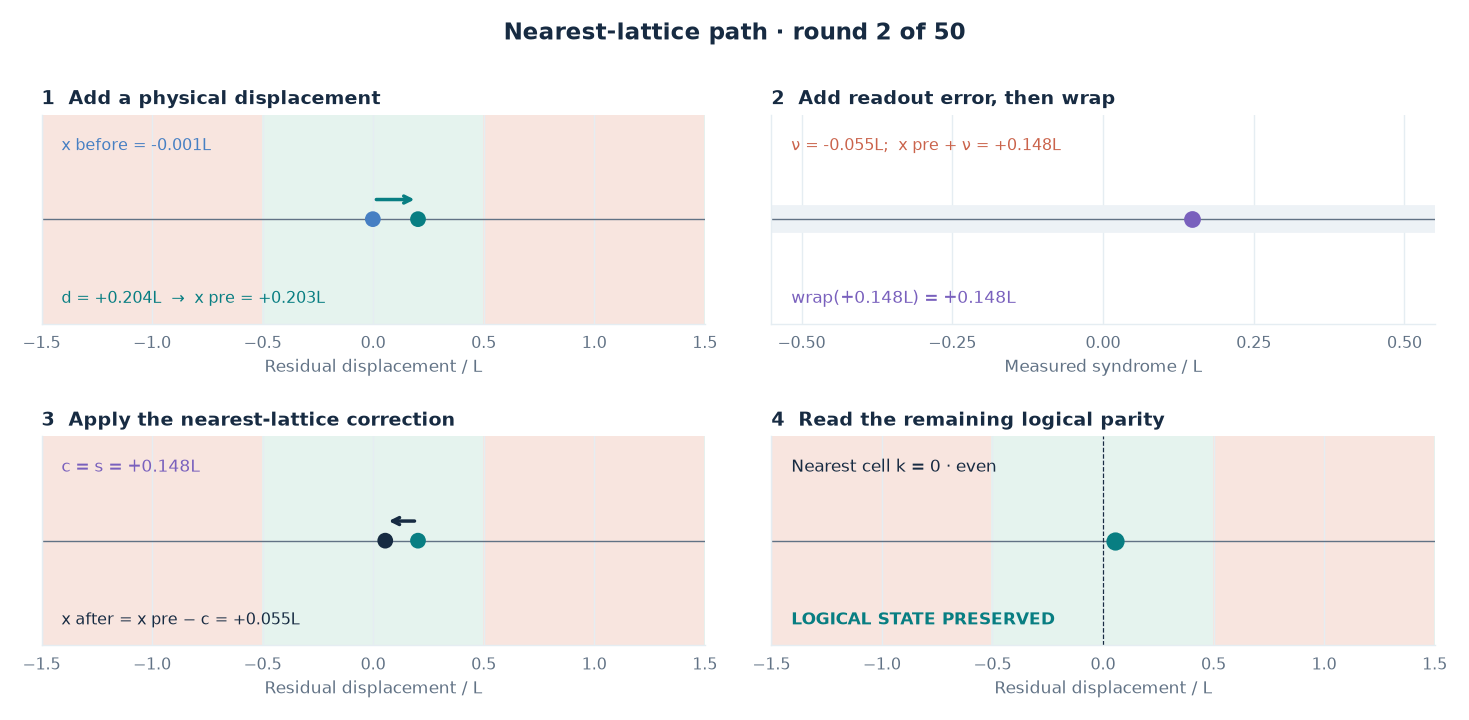 Nearest-lattice path · round 2 of 50
1 Add a physical displacement
x before = -0.001L
d = +0.204L → x pre = +0.203L
−1.5 −1.0 −0.5 0.0 0.5 1.0 1.5
Residual displacement / L
2 Add readout error, then wrap
ν = -0.055L; x pre + ν = +0.148L
wrap(+0.148L) = +0.148L
−0.50 −0.25 0.00 0.25 0.50
Measured syndrome / L
3 Apply the nearest-lattice correction
c = s = +0.148L
x after = x pre − c = +0.055L
−1.5 −1.0 −0.5 0.0 0.5 1.0 1.5
Residual displacement / L
4 Read the remaining logical parity
Nearest cell k = 0 · even
LOGICAL STATE PRESERVED
−1.5 −1.0 −0.5 0.0 0.5 1.0 1.5
Residual displacement / L